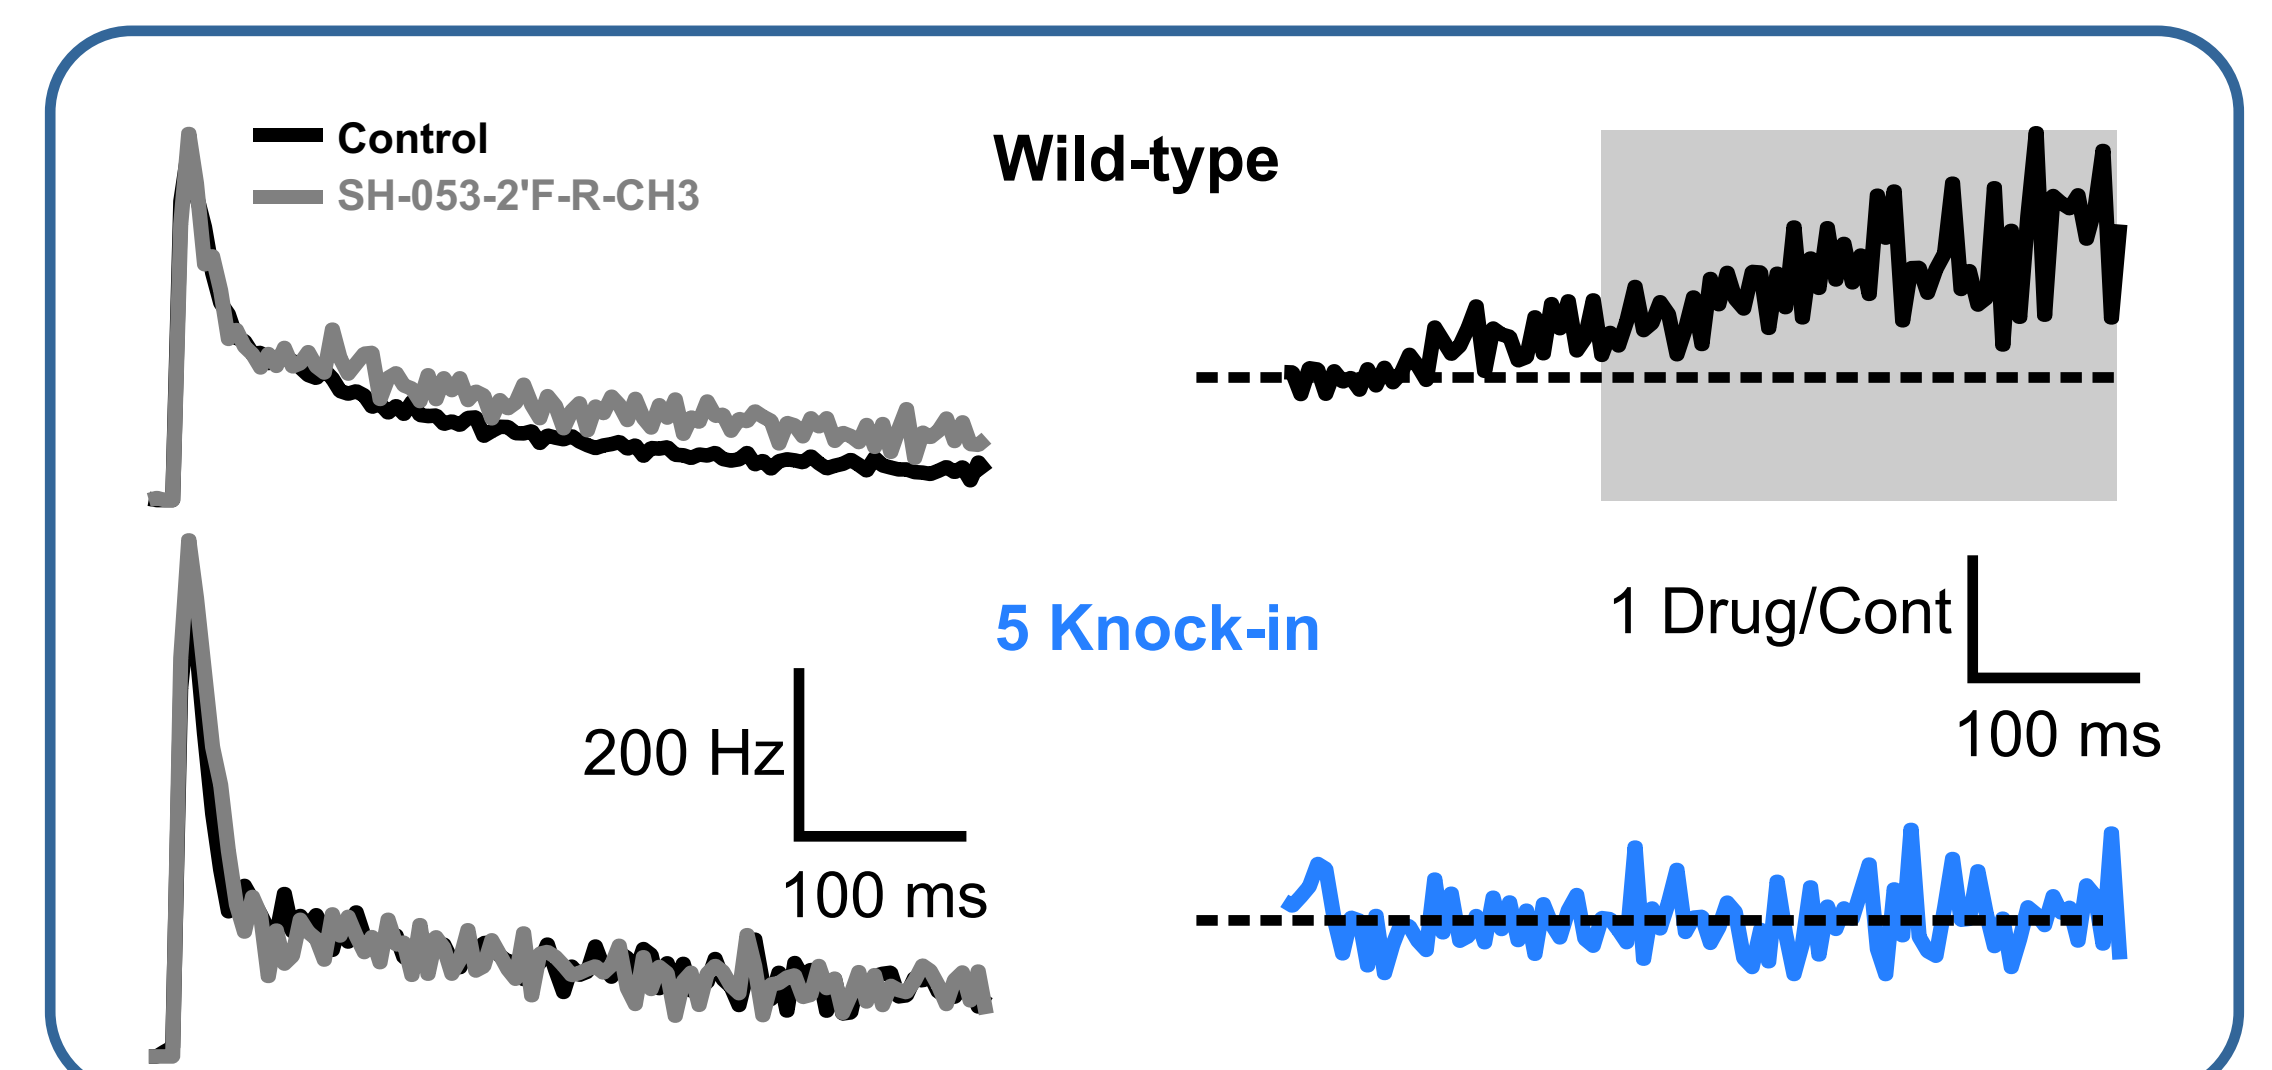 Control
SH-053-2'F-R-CH3
Wild-type
5 Knock-in
1 Drug/Cont
100 ms
200 Hz
100 ms